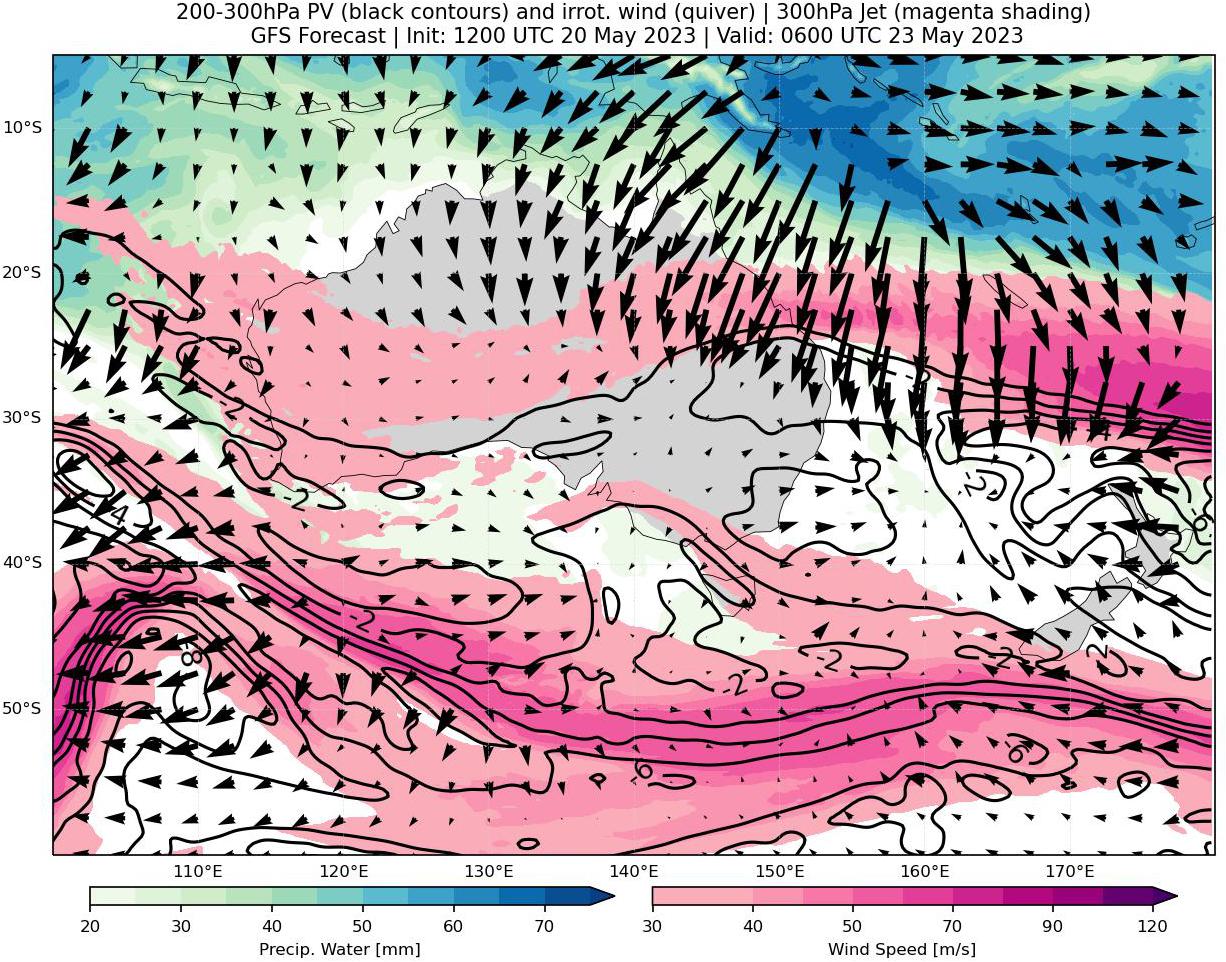 200-300hPa PV (black contours) and irrot. wind (quiver) | 300hPa Jet (magenta shading)
GFS Forecast | Init: 1200 UTC 20 May 2023 | Valid: 0600 UTC 23 May 2023
10°S
20°S
-2
-2
-2
-2
-4
-6
40°S
30°S
-2
-8
-2
-2
-2
2
50°S
-6
-6
110°E 120°E 130°E 140°E 150°E 160°E 170°E
20 30 40 50 60 70
30 40 50 70 90 120
Precip. Water [mm] Wind Speed [m/s]